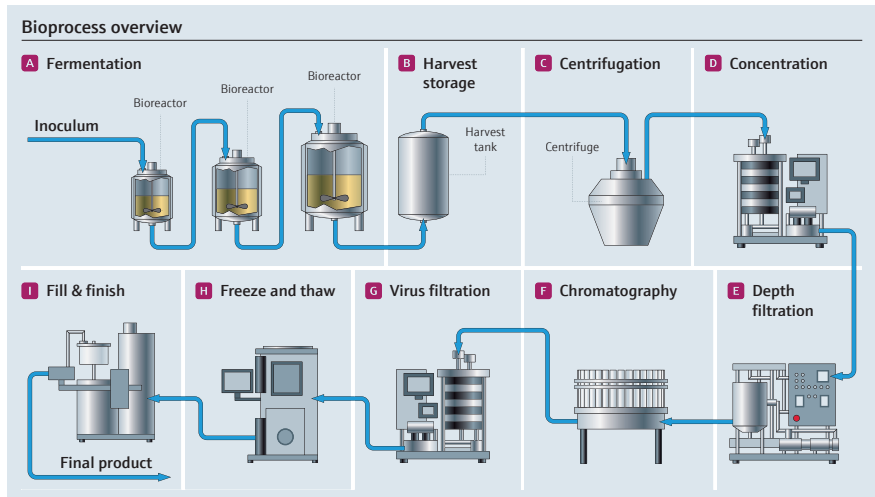 Bioprocess overview
A Fermentation
Bioreactor
Bioreactor
Bioreactor
Inoculum
B Harvest
storage
Harvest
tank
C Centrifugation
Centrifuge
D Concentration
I Fill & finish
Final product
H Freeze and thaw
G Virus filtration
F Chromatography
E Depth
filtration